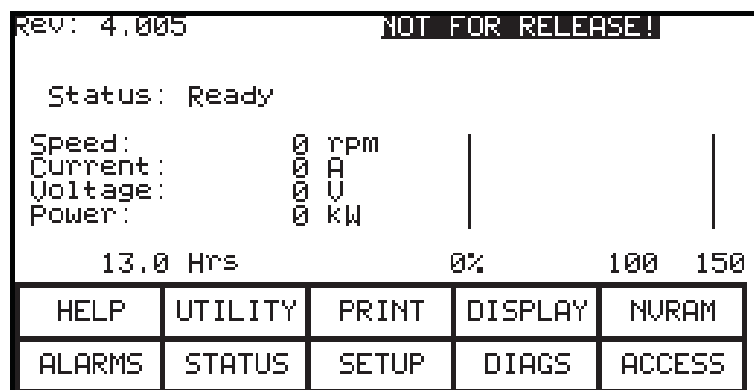 Rev: 4.005 NOT FOR RELEASE!
Status: Ready
Speed: 0 rpm
Current: 0 A
Voltage: 0 V
Power: 0 kW
13.0 Hrs 0% 100 150
HELP UTILITY PRINT DISPLAY NVRAM
ALARMS STATUS SETUP DIAGS ACCESS